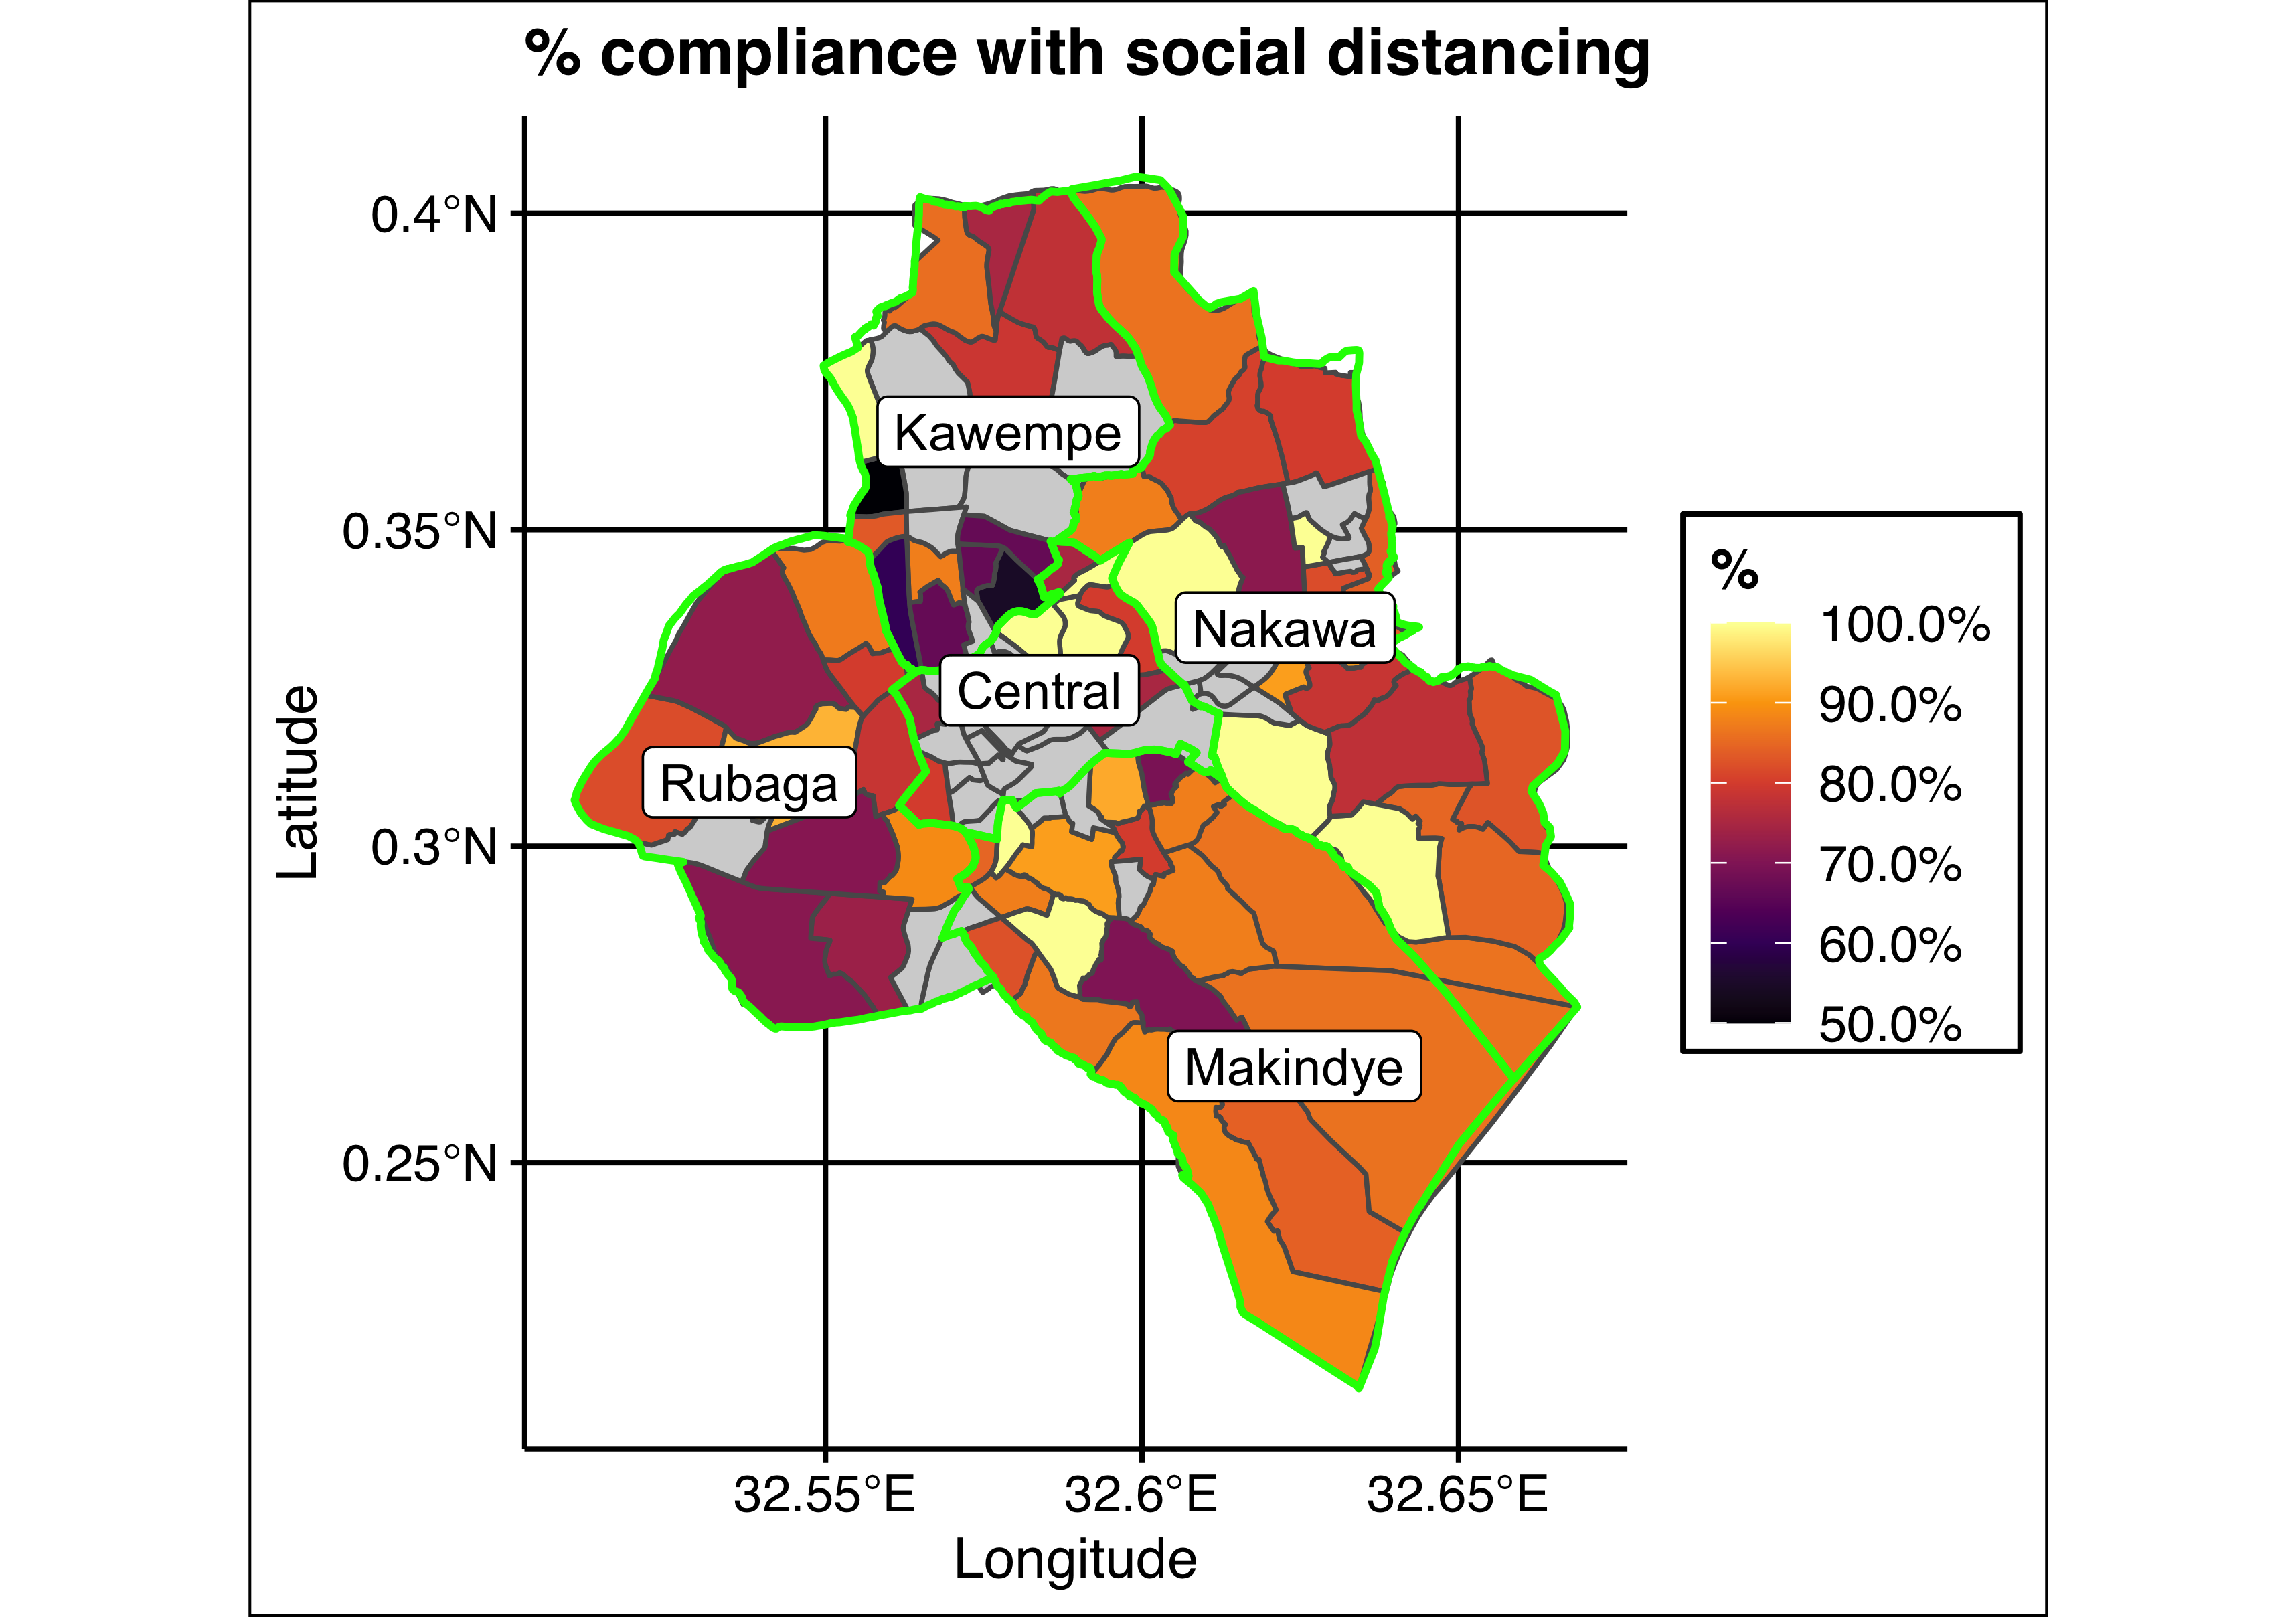 % compliance with social distancing
0.4°N
0.35°N
0.3°N
0.25°N
Latitude
Kawempe
Nakawa
Central
Rubaga
Makindye
%
100.0%
90.0%
80.0%
70.0%
60.0%
50.0%
32.55°E
32.6°E
32.65°E
Longitude